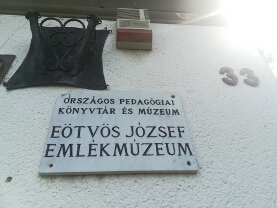 33
ORSZÁGOS PEDAGÓGIAI
KÖNYVTÁR ÉS MÚZEUM
EÖTVÖS JÓZSEF
EMLÉKMÚZEUM